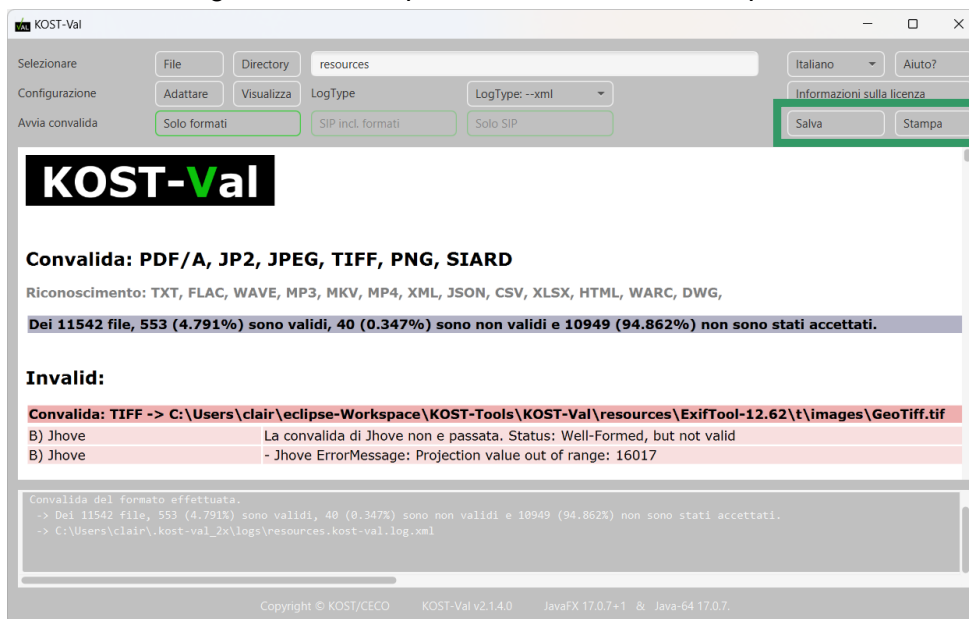 KOST-Val
Selezionare File Directory resources Italiano Aiuto?
Configurazione Adattare Visualizza LogType LogType: --xml Informazioni sulla licenza
Avvia convalida Solo formati SIP incl. formati Solo SIP Salva Stampa
KOST-Val
Convalida: PDF/A, JP2, JPEG, TIFF, PNG, SIARD
Riconoscimento: TXT, FLAC, WAVE, MP3, MKV, MP4, XML, JSON, CSV, XLSX, HTML, WARC, DWG,
Dei 11542 file, 553 (4.791%) sono validi, 40 (0.347%) sono non validi e 10949 (94.862%) non sono stati accettati.
Invalid:
Convalida: TIFF -> C:\Users\clair\eclipse-Workspace\KOST-Tools\KOST-Val\resources\ExifTool-12.62\t\images\GeoTiff.tif
B) Jhove La convalida di Jhove non e passata. Status: Well-Formed, but not valid
B) Jhove - Jhove ErrorMessage: Projection value out of range: 16017
Convalida del formato effettuata.
-> Dei 11542 file, 553 (4.791%) sono validi, 40 (0.347%) sono non validi e 10949 (94.862%) non sono stati accettati.
-> C:\Users\clair\.kost-val_2x\logs\resources.kost-val.log.xml
Copyright © KOST/CECO KOST-Val v2.1.4.0 JavaFX 17.0.7+1 & Java-64 17.0.7.